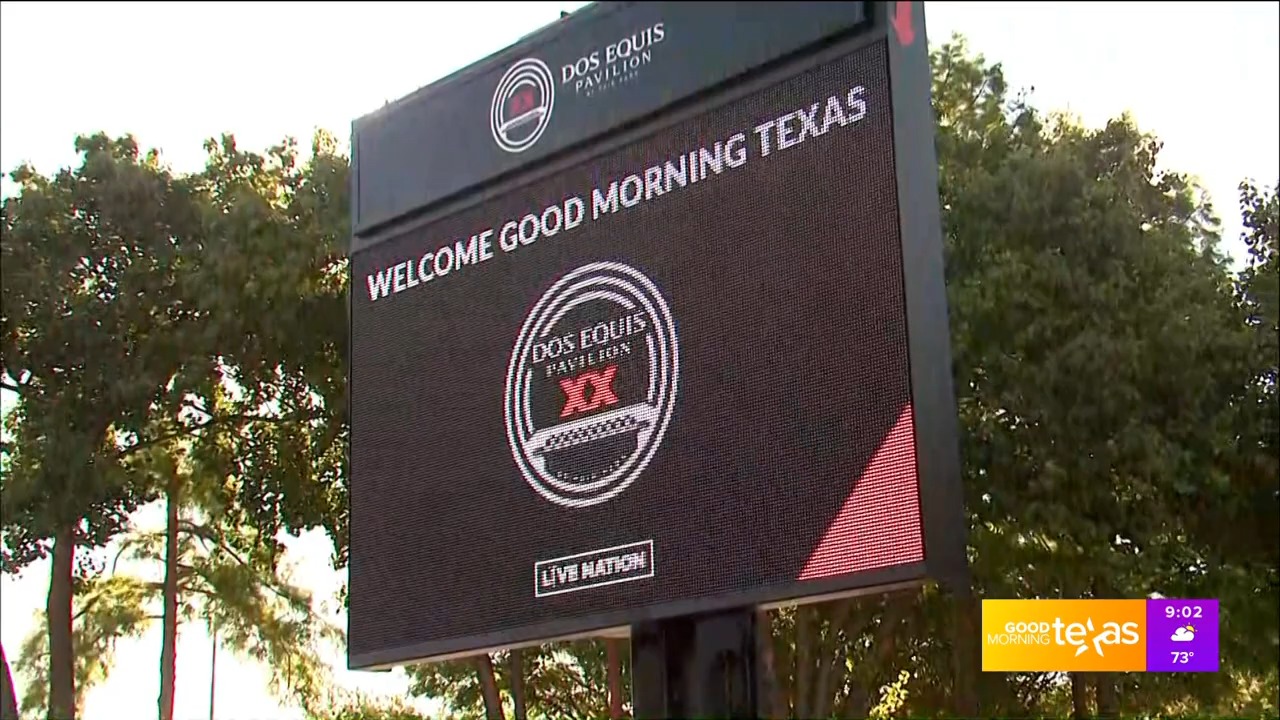 DOS EQUIS
PAVILION
WELCOME GOOD MORNING TEXAS
DOS EQUIS
PAVILION
XX
LIVE NATION
GOOD
MORNING texas
9:02
73°